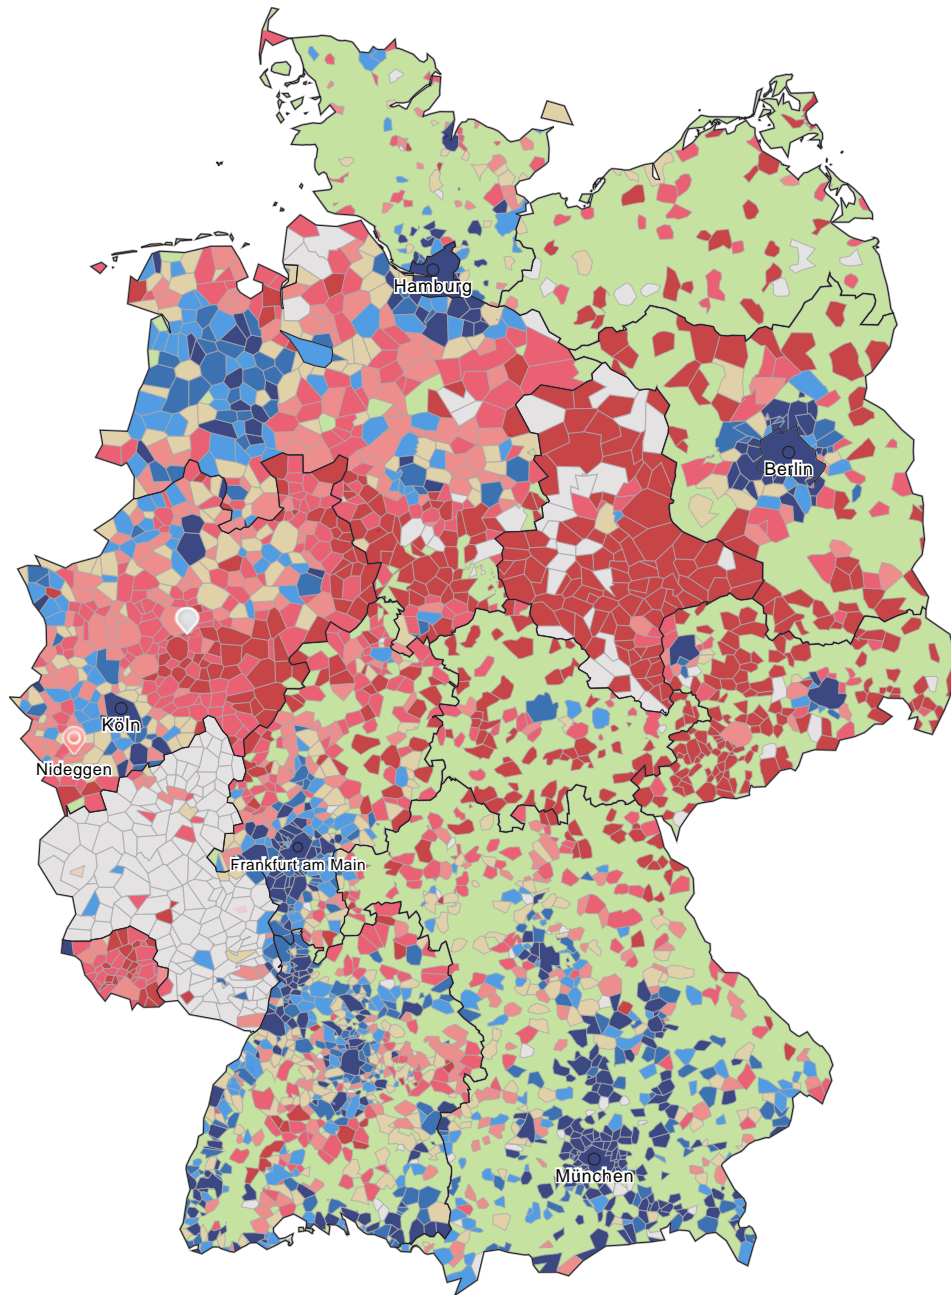 Hamburg
Berlin
Köln
Nideggen
Frankfurt am Main
München